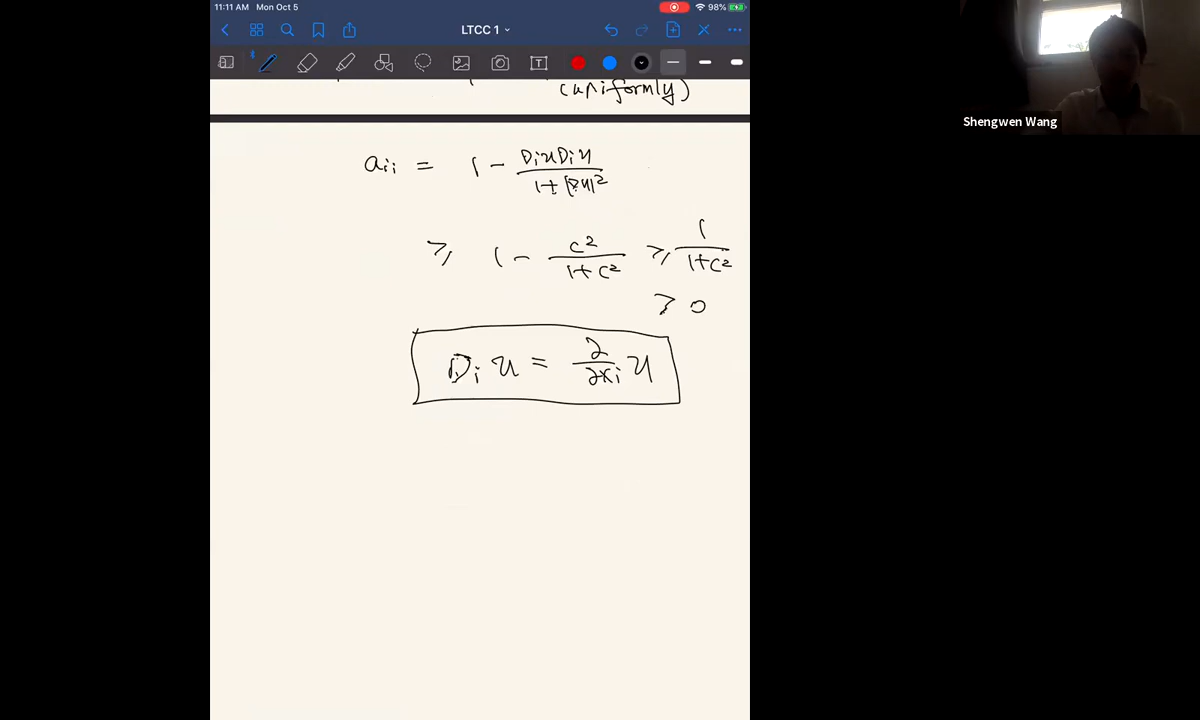 11:11 AM Mon Oct 5
98%
LTCC 1
T
(uniformly)
aᵢᵢ = 1 - DᵢuDᵢu / 1+|Du|²
≥ 1 - c² / 1+c² ≥ 1 / 1+c²
> 0
Dᵢ u = ∂ / ∂xᵢ u
Shengwen Wang